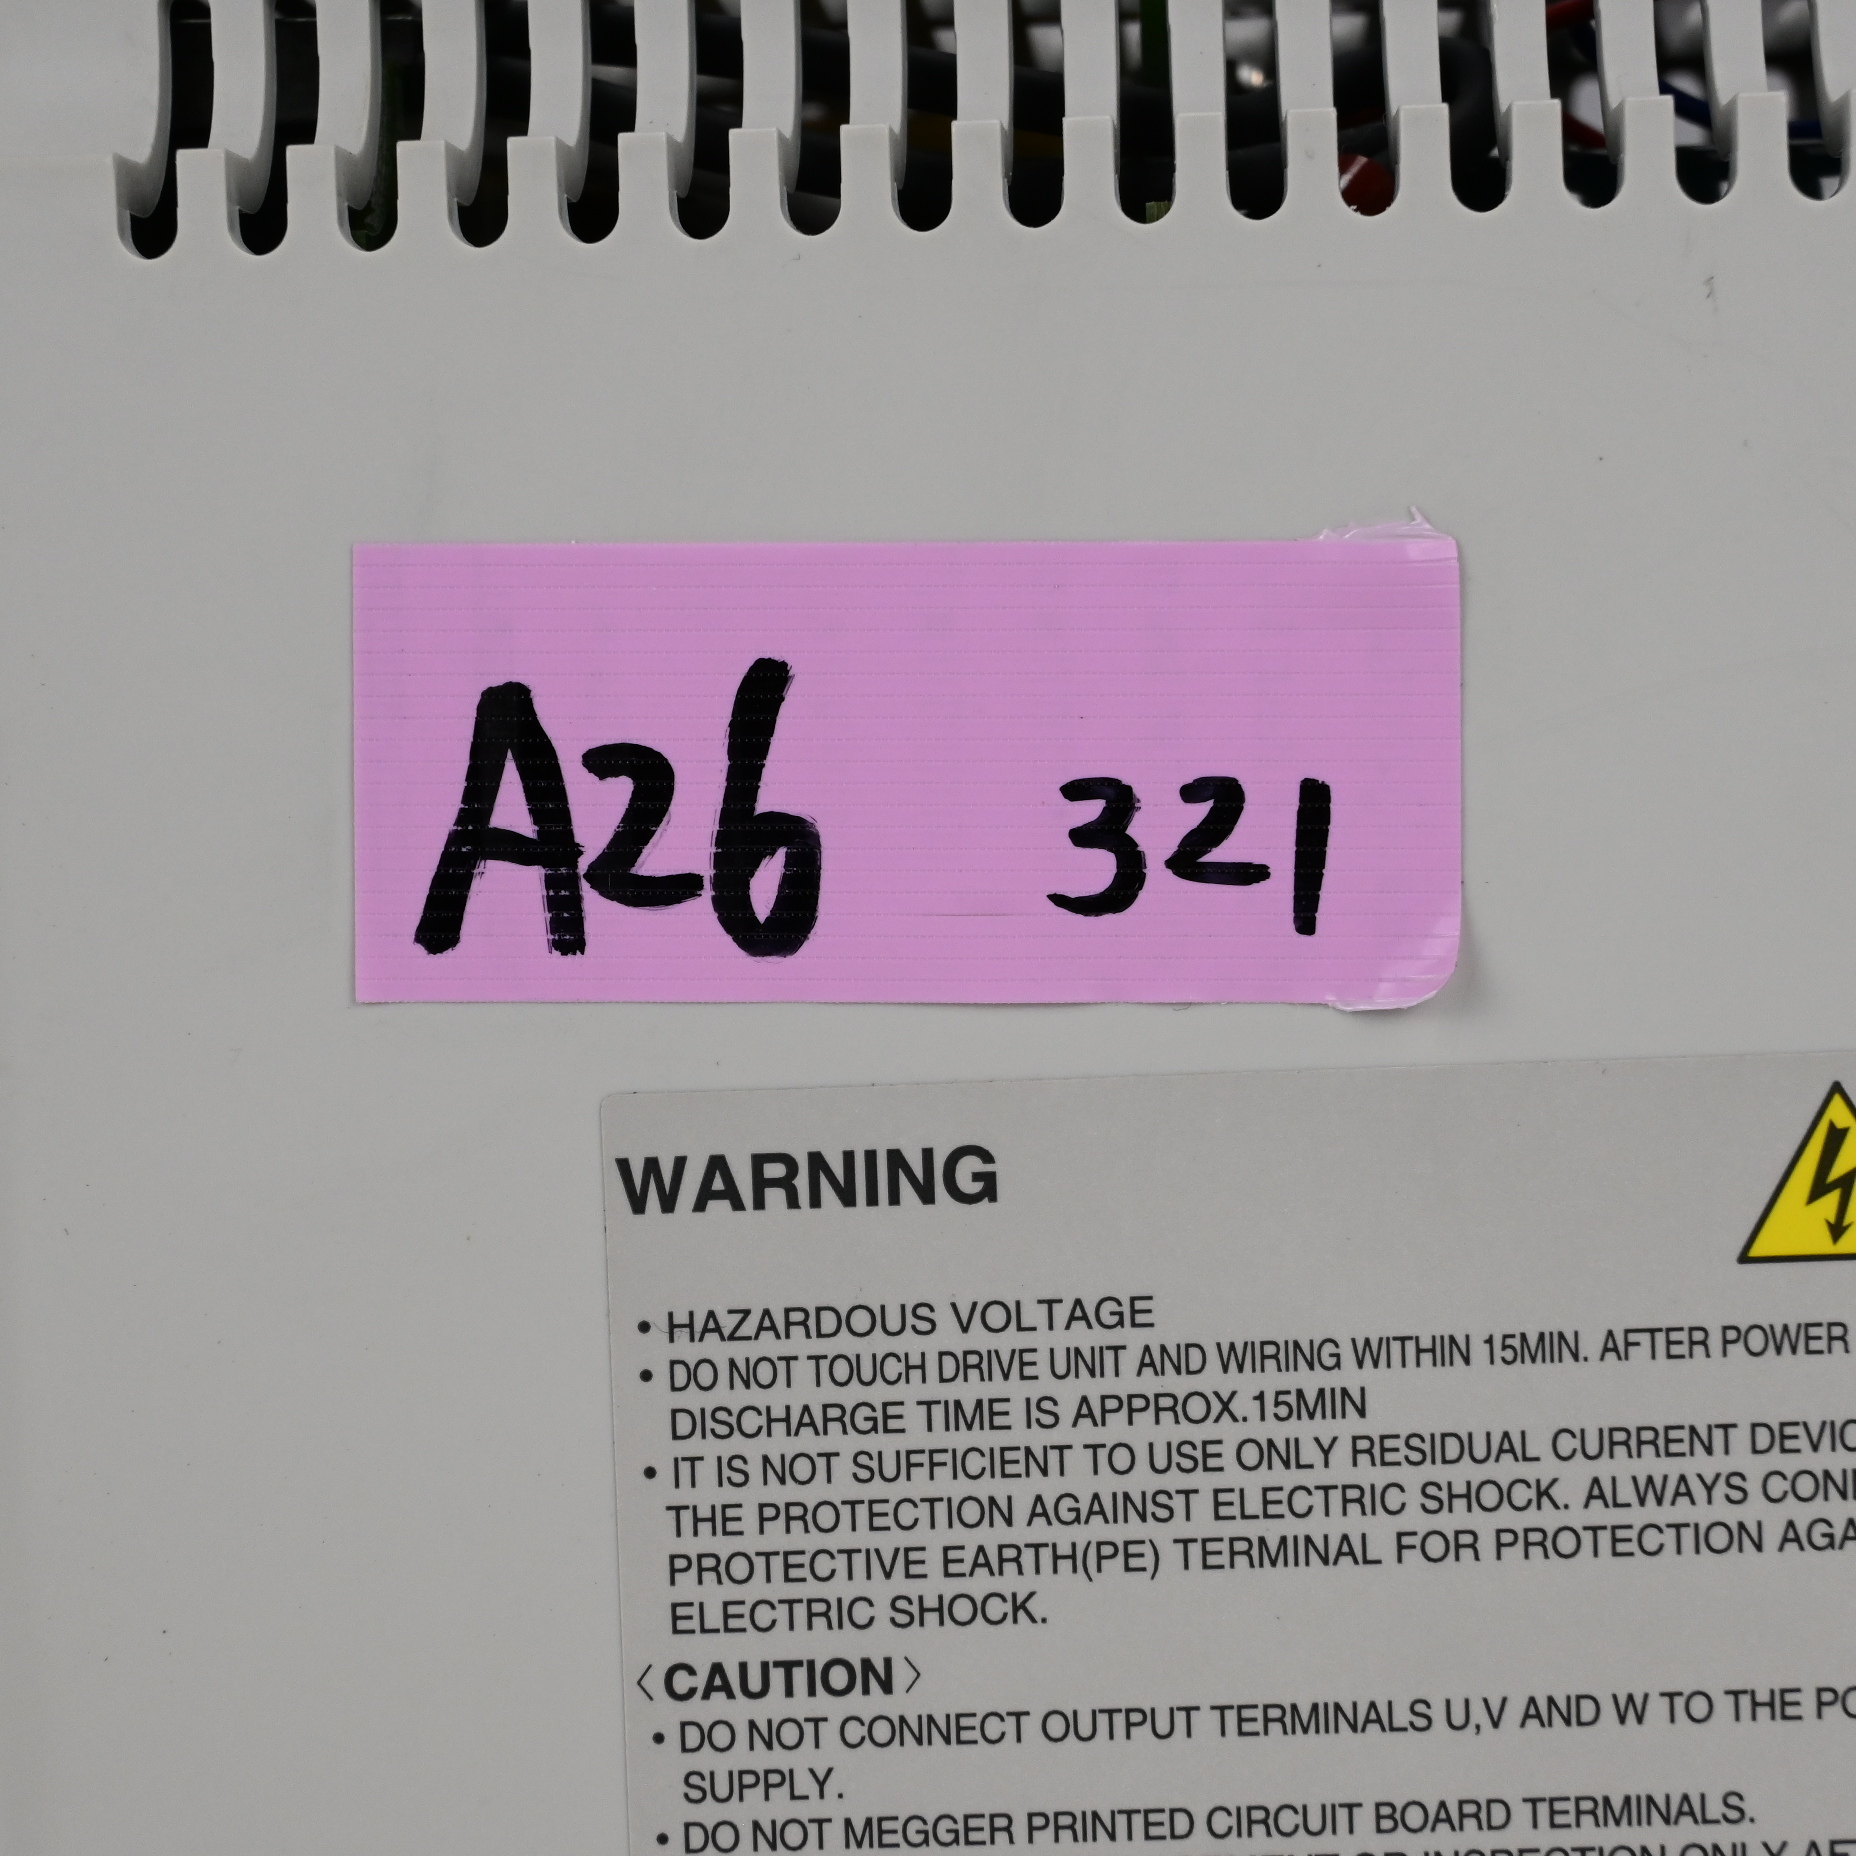 A26 321
WARNING
• HAZARDOUS VOLTAGE
• DO NOT TOUCH DRIVE UNIT AND WIRING WITHIN 15MIN. AFTER POWER
DISCHARGE TIME IS APPROX.15MIN
• IT IS NOT SUFFICIENT TO USE ONLY RESIDUAL CURRENT
THE PROTECTION AGAINST ELECTRIC SHOCK. ALWAYS
PROTECTIVE EARTH(PE) TERMINAL FOR PROTECTION
ELECTRIC SHOCK.
〈CAUTION〉
• DO NOT CONNECT OUTPUT TERMINALS U,V AND W TO THE
SUPPLY.
• DO NOT MEGGER PRINTED CIRCUIT BOARD TERMINALS.
INSPECTION ONLY